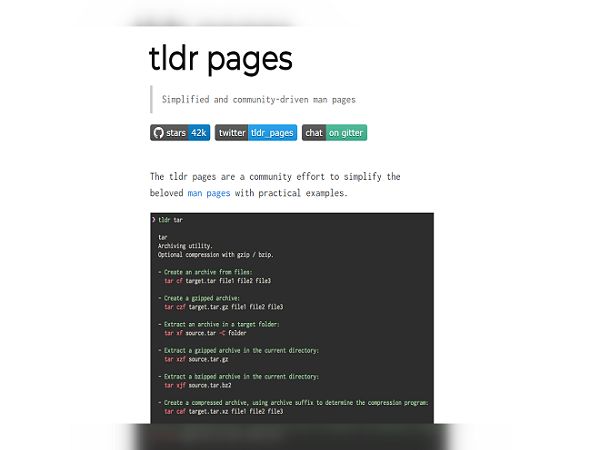 tldr pages
Simplified and community-driven man pages
stars 42k twitter tldr_pages chat on gitter
The tldr pages are a community effort to simplify the
beloved man pages with practical examples.
❯ tldr tar
tar
Archiving utility.
Optional compression with gzip / bzip.
- Create an archive from files:
tar cf target.tar file1 file2 file3
- Create a gzipped archive:
tar czf target.tar.gz file1 file2 file3
- Extract an archive in a target folder:
tar xf source.tar -C folder
- Extract a gzipped archive in the current directory:
tar xzf source.tar.gz
- Extract a bzipped archive in the current directory:
tar xjf source.tar.bz2
- Create a compressed archive, using archive suffix to determine the compression program:
tar caf target.tar.xz file1 file2 file3